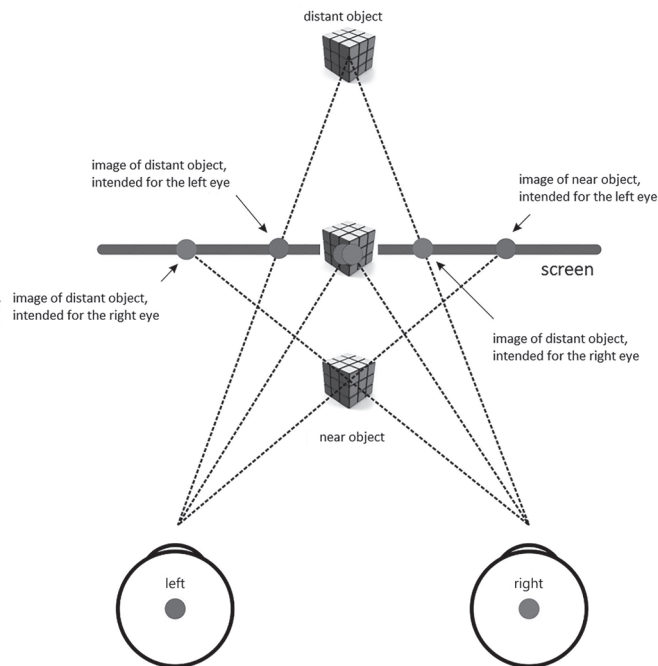 distant object
image of distant object,
intended for the left eye
image of near object,
intended for the left eye
screen
image of distant object,
intended for the right eye
image of distant object,
intended for the right eye
near object
left
right